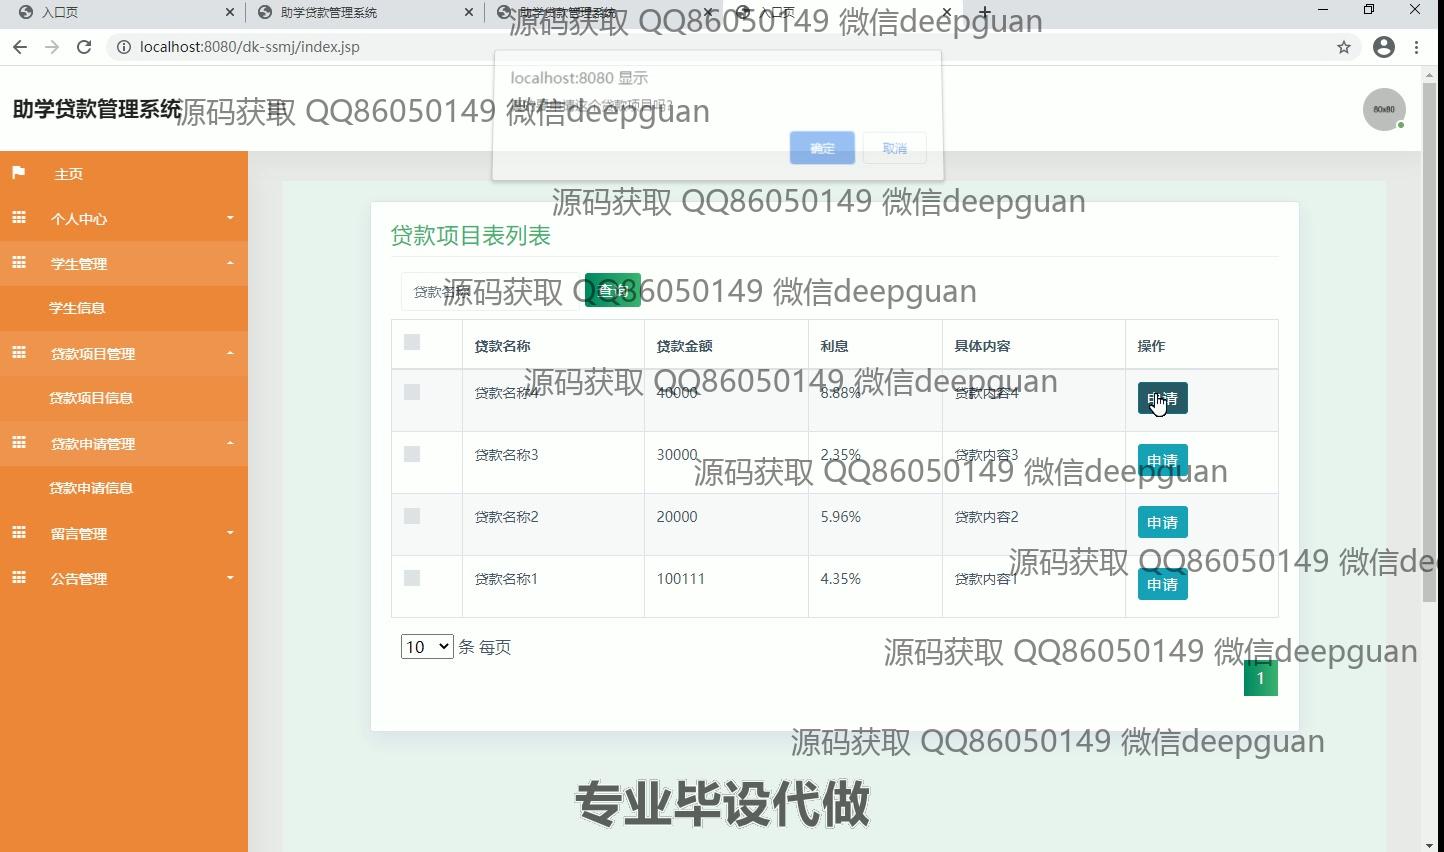 入口页
助学贷款管理系统
助学贷款管理系统
入口页
源码获取 QQ86050149 微信deepguan
localhost:8080/dk-ssmj/index.jsp
localhost:8080 显示
助学贷款管理系统
源码获取 QQ86050149 微信deepguan
80x80
确定
取消
主页
个人中心
学生管理
学生信息
贷款项目管理
贷款项目信息
贷款申请管理
贷款申请信息
留言管理
公告管理
源码获取 QQ86050149 微信deepguan
贷款项目表列表
贷款名称
查询
源码获取 QQ86050149 微信deepguan
贷款名称 贷款金额 利息 具体内容 操作
贷款名称4 40000 8.88% 贷款内容4 申请
源码获取 QQ86050149 微信deepguan
贷款名称3 30000 2.35% 贷款内容3 申请
源码获取 QQ86050149 微信deepguan
贷款名称2 20000 5.96% 贷款内容2 申请
源码获取 QQ86050149 微信dee
贷款名称1 100111 4.35% 贷款内容1 申请
10 条 每页
源码获取 QQ86050149 微信deepguan
1
源码获取 QQ86050149 微信deepguan
专业毕设代做